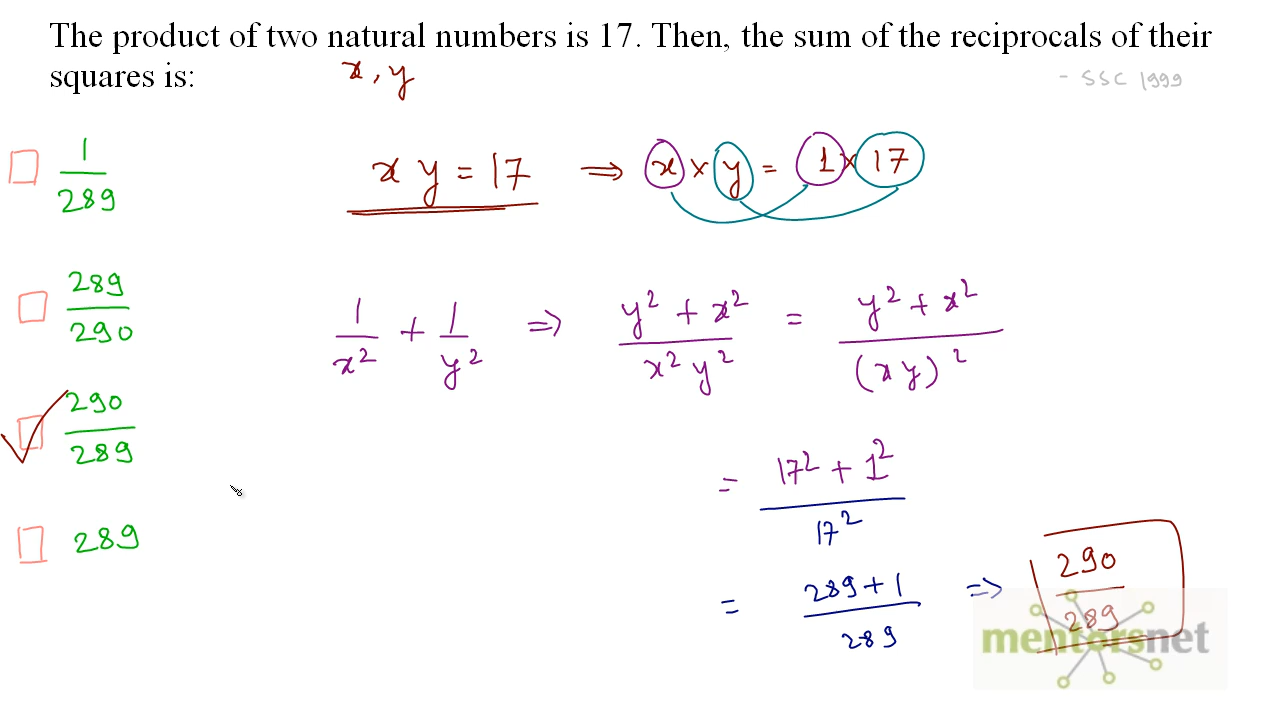 The product of two natural numbers is 17. Then, the sum of the reciprocals of their
squares is:
x, y
- SSC 1999
1/289
x y = 17 ⇒ x × y = 1 × 17
289/290
1/x² + 1/y² ⇒ (y² + x²)/(x² y²) = (y² + x²)/(xy)²
290/289
= (17² + 1²)/17²
289
= (289 + 1)/289 ⇒ 290/289
mentorsnet